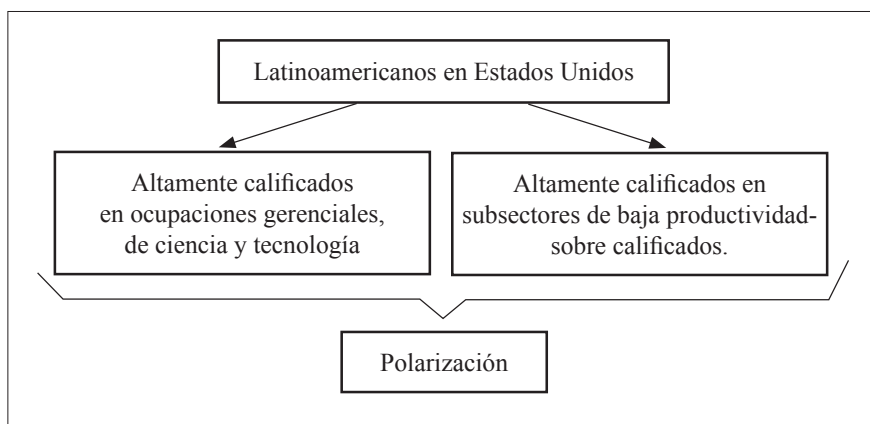 Latinoamericanos en Estados Unidos
Altamente calificados
en ocupaciones gerenciales,
de ciencia y tecnología
Altamente calificados en
subsectores de baja productividad-
sobre calificados.
Polarización